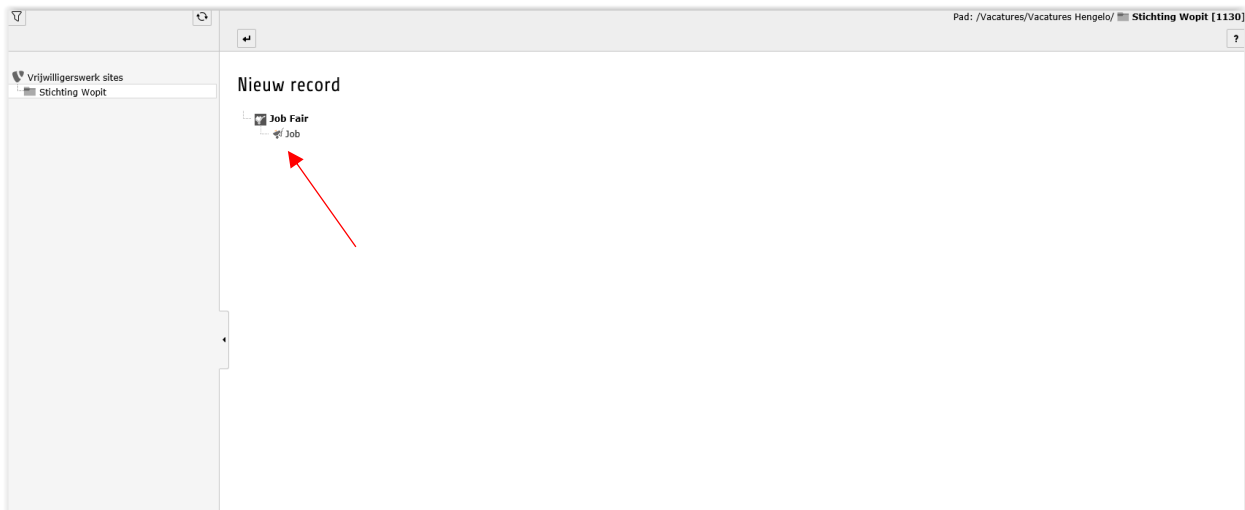 Pad: /Vacatures/Vacatures Hengelo/ Stichting Wopit [1130]
?
Vrijwilligerswerk sites
Stichting Wopit
Nieuw record
Job Fair
Job